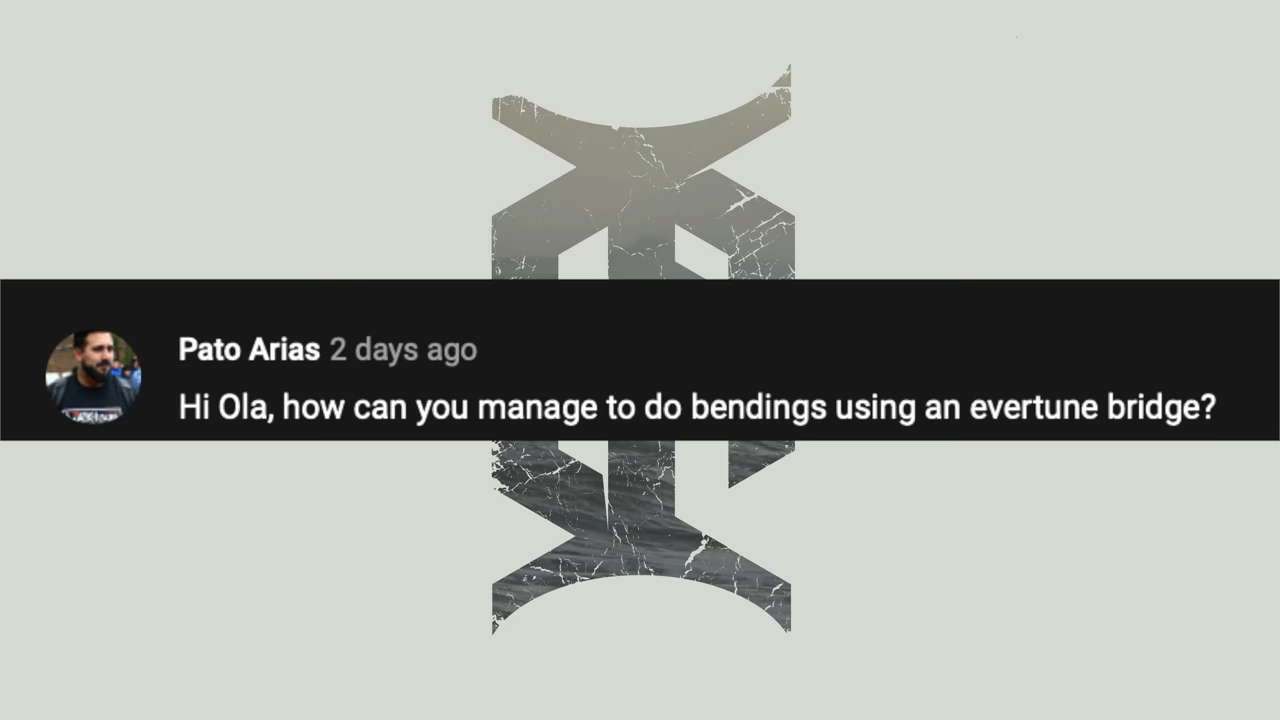 Pato Arias 2 days ago
Hi Ola, how can you manage to do bendings using an evertune bridge?